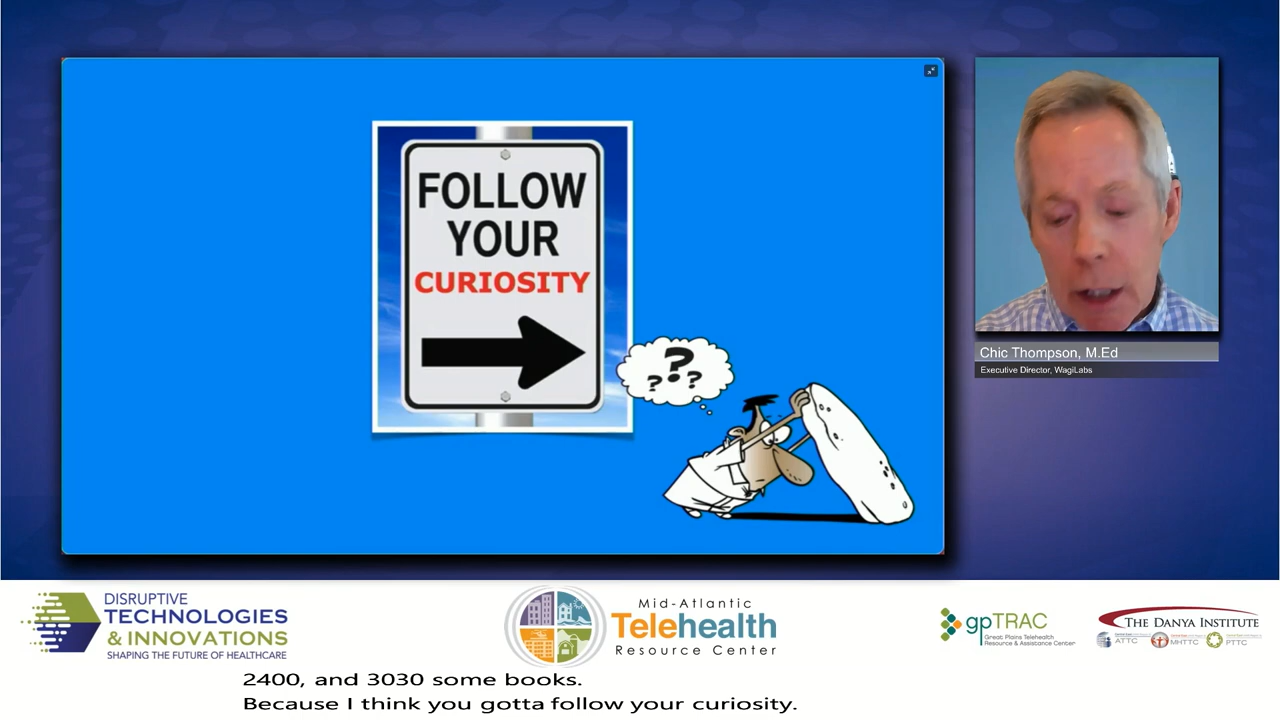 FOLLOW
YOUR
CURIOSITY
???
Chic Thompson, M.Ed
Executive Director, WagiLabs
DISRUPTIVE
TECHNOLOGIES
& INNOVATIONS
SHAPING THE FUTURE OF HEALTHCARE
Mid-Atlantic
Telehealth
Resource Center
gpTRAC
Great Plains Telehealth
Resource & Assistance Center
THE DANYA INSTITUTE
ATTC
MHTTC
PTTC
2400, and 3030 some books.
Because I think you gotta follow your curiosity.